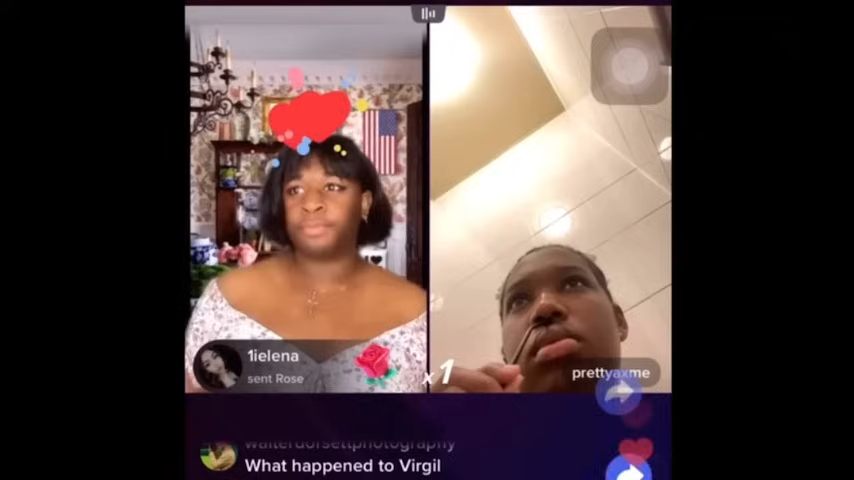 1ielena
sent Rose
x1
prettyaxme
walterdorsettphotography
What happened to Virgil